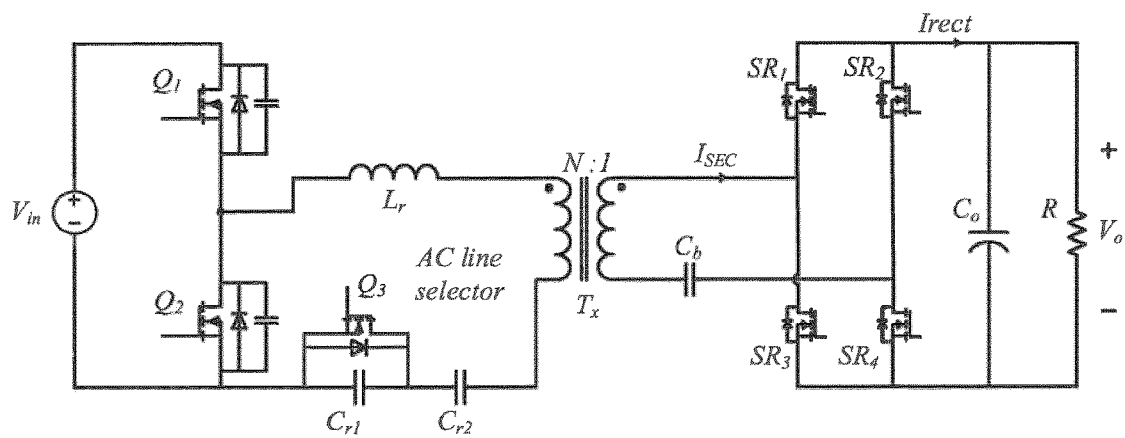 Irect
Q1
SR1
SR2
N:1
ISEC
Vin
+
−
Lr
Cb
Co
R
+
Vo
−
AC line
selector
Tx
Q2
Q3
SR3
SR4
Cr1
Cr2